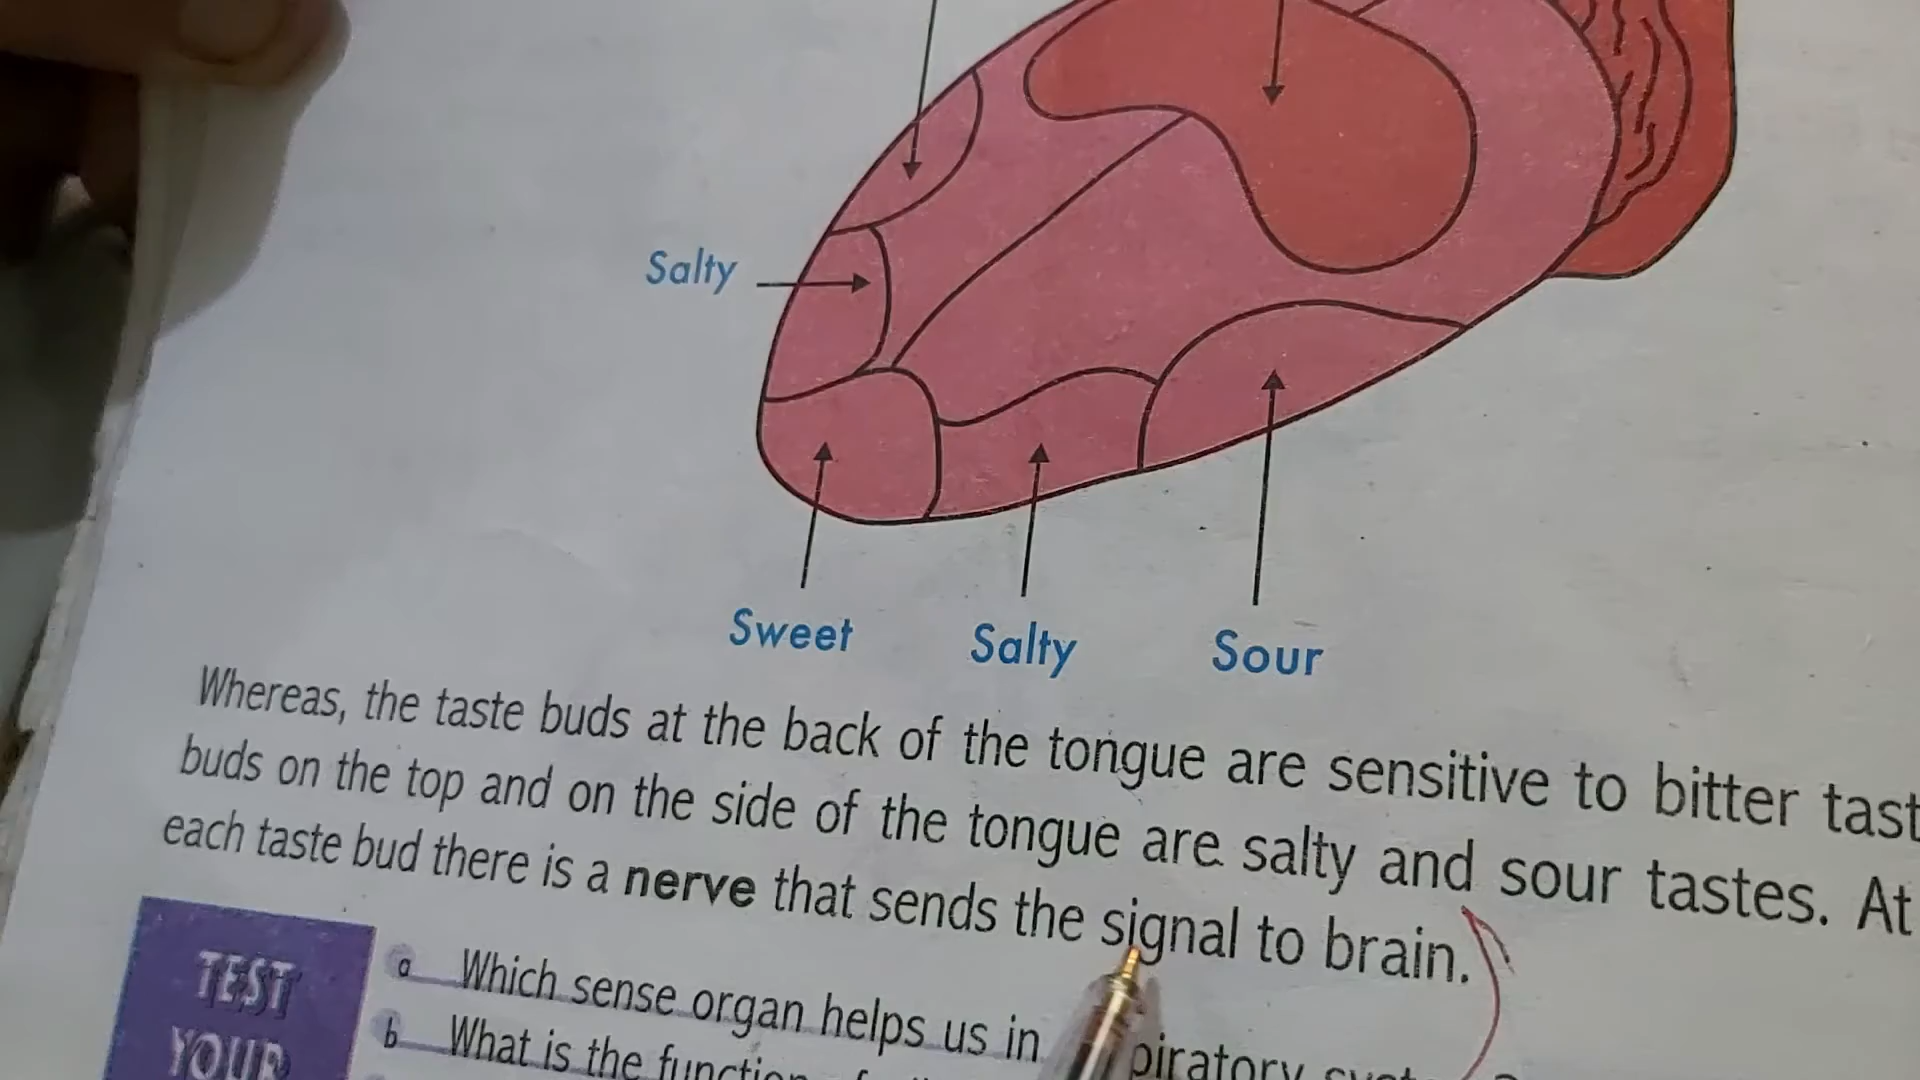 Salty
Sweet Salty Sour
Whereas, the taste buds at the back of the tongue are sensitive to bitter
buds on the top and on the side of the tongue are salty and sour tastes. At
each taste bud there is a nerve that sends the signal to brain.
TEST
YOUR
a Which sense organ helps us in
b What is the function